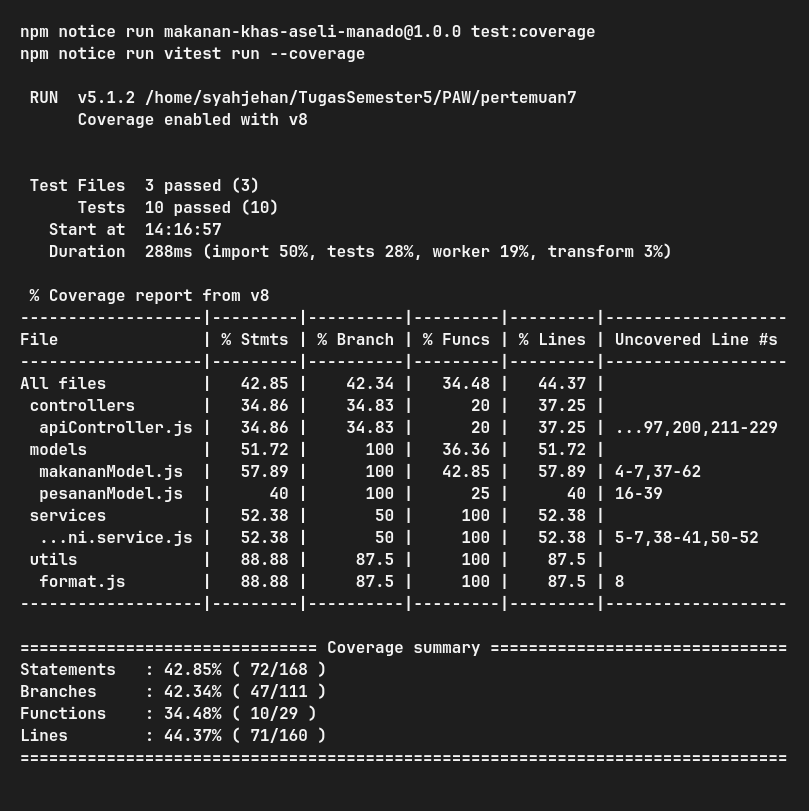 npm notice run makanan-khas-aseli-manado@1.0.0 test:coverage
npm notice run vitest run --coverage
RUN  v5.1.2 /home/syahjehan/TugasSemester5/PAW/pertemuan7
Coverage enabled with v8
Test Files  3 passed (3)
Tests  10 passed (10)
Start at  14:16:57
Duration  288ms (import 50%, tests 28%, worker 19%, transform 3%)
% Coverage report from v8
-------------------|---------|----------|---------|---------|-------------------
File               | % Stmts | % Branch | % Funcs | % Lines | Uncovered Line #s
-------------------|---------|----------|---------|---------|-------------------
All files          |   42.85 |    42.34 |   34.48 |   44.37 |
 controllers       |   34.86 |    34.83 |      20 |   37.25 |
  apiController.js |   34.86 |    34.83 |      20 |   37.25 | ...97,200,211-229
 models            |   51.72 |      100 |   36.36 |   51.72 |
  makananModel.js  |   57.89 |      100 |   42.85 |   57.89 | 4-7,37-62
  pesananModel.js  |      40 |      100 |      25 |      40 | 16-39
 services          |   52.38 |       50 |     100 |   52.38 |
  ...ni.service.js |   52.38 |       50 |     100 |   52.38 | 5-7,38-41,50-52
 utils             |   88.88 |     87.5 |     100 |    87.5 |
  format.js        |   88.88 |     87.5 |     100 |    87.5 | 8
-------------------|---------|----------|---------|---------|-------------------
=============================== Coverage summary ===============================
Statements   : 42.85% ( 72/168 )
Branches     : 42.34% ( 47/111 )
Functions    : 34.48% ( 10/29 )
Lines        : 44.37% ( 71/160 )
================================================================================